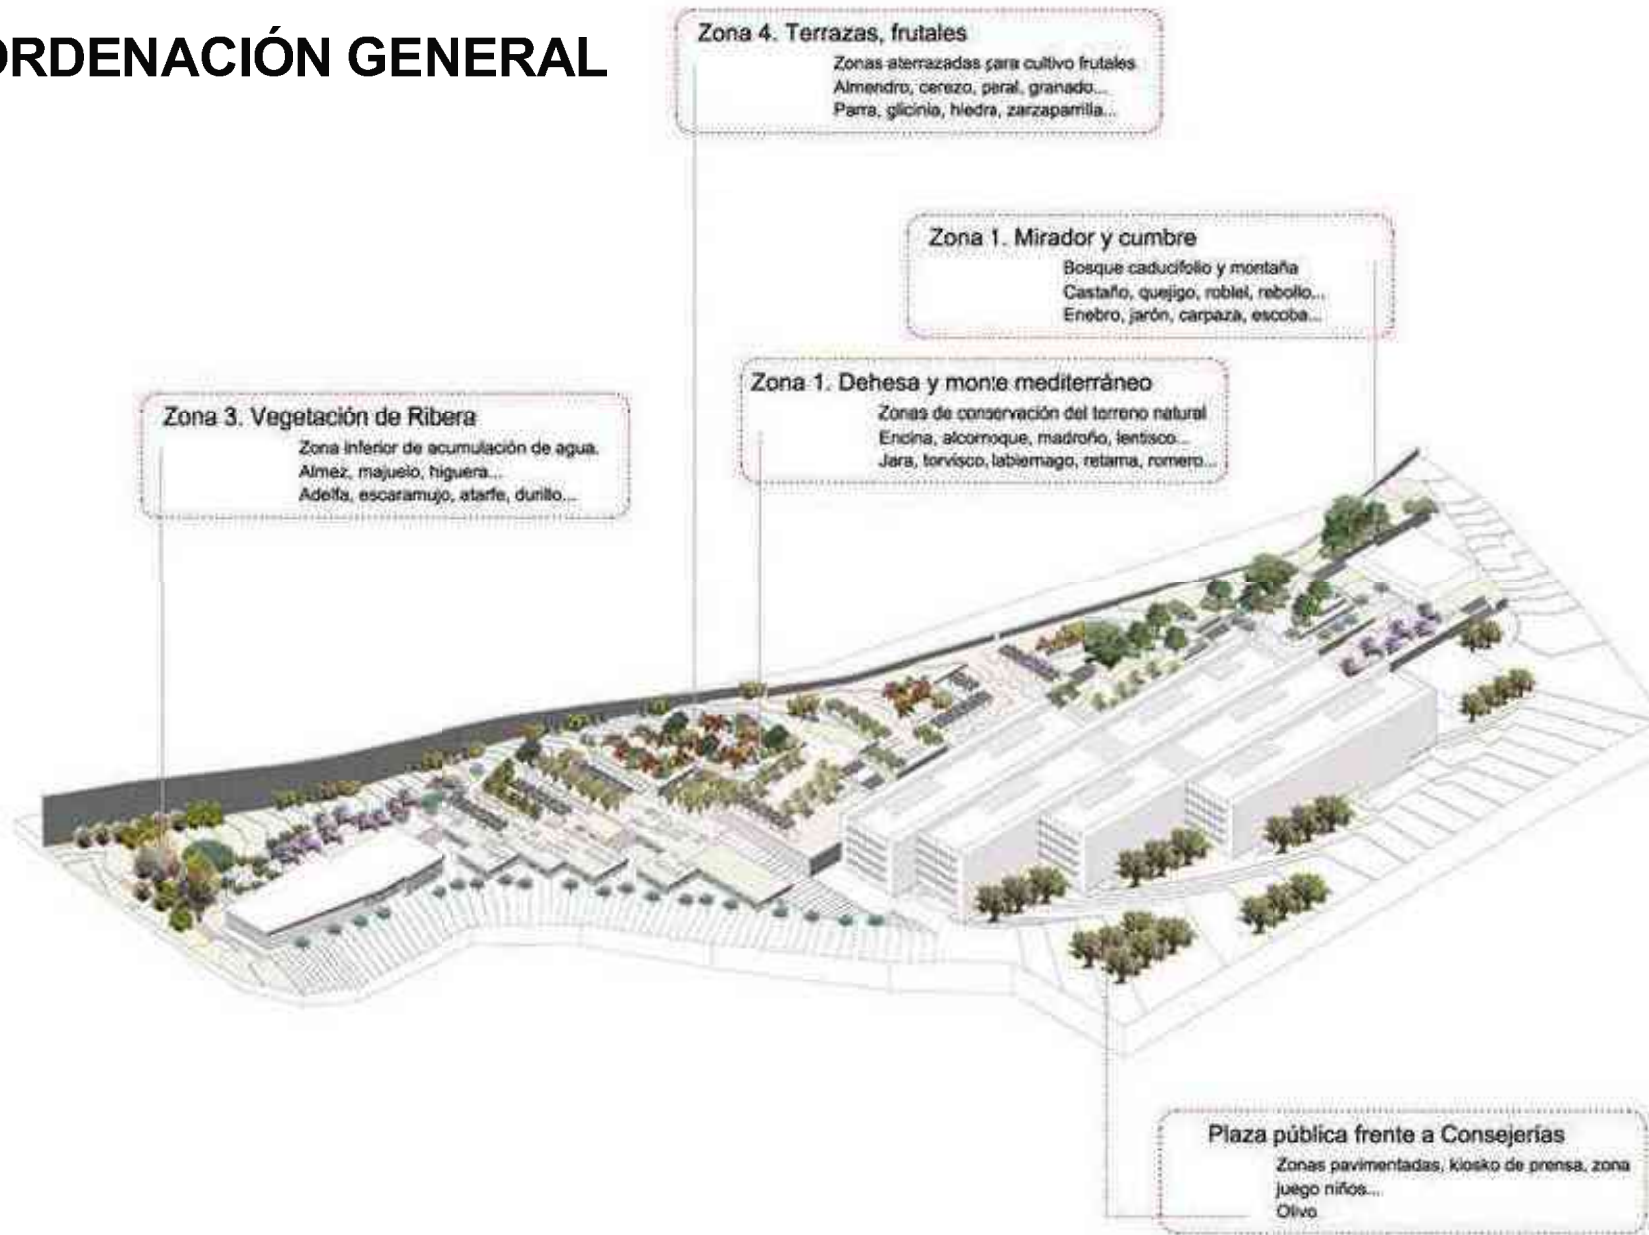 ORDENACIÓN GENERAL
Zona 4. Terrazas, frutales
Zonas aterrazadas para cultivo frutales
Almendro, cerezo, peral, granado...
Parra, glicinia, hiedra, zarzaparrilla...
Zona 1. Mirador y cumbre
Bosque caducifolio y montaña
Castaño, quejigo, roblel, rebollo...
Enebro, jarón, carpaza, escoba...
Zona 1. Dehesa y monte mediterráneo
Zonas de conservación del terreno natural
Encina, alcornoque, madroño, lentisco...
Jara, torvisco, labiernago, retama, romero...
Zona 3. Vegetación de Ribera
Zona inferior de acumulación de agua.
Almez, majuelo, higuera...
Adelfa, escaramujo, atarfe, durillo...
Plaza pública frente a Consejerías
Zonas pavimentadas, kiosko de prensa, zona
juego niños...
Olivo